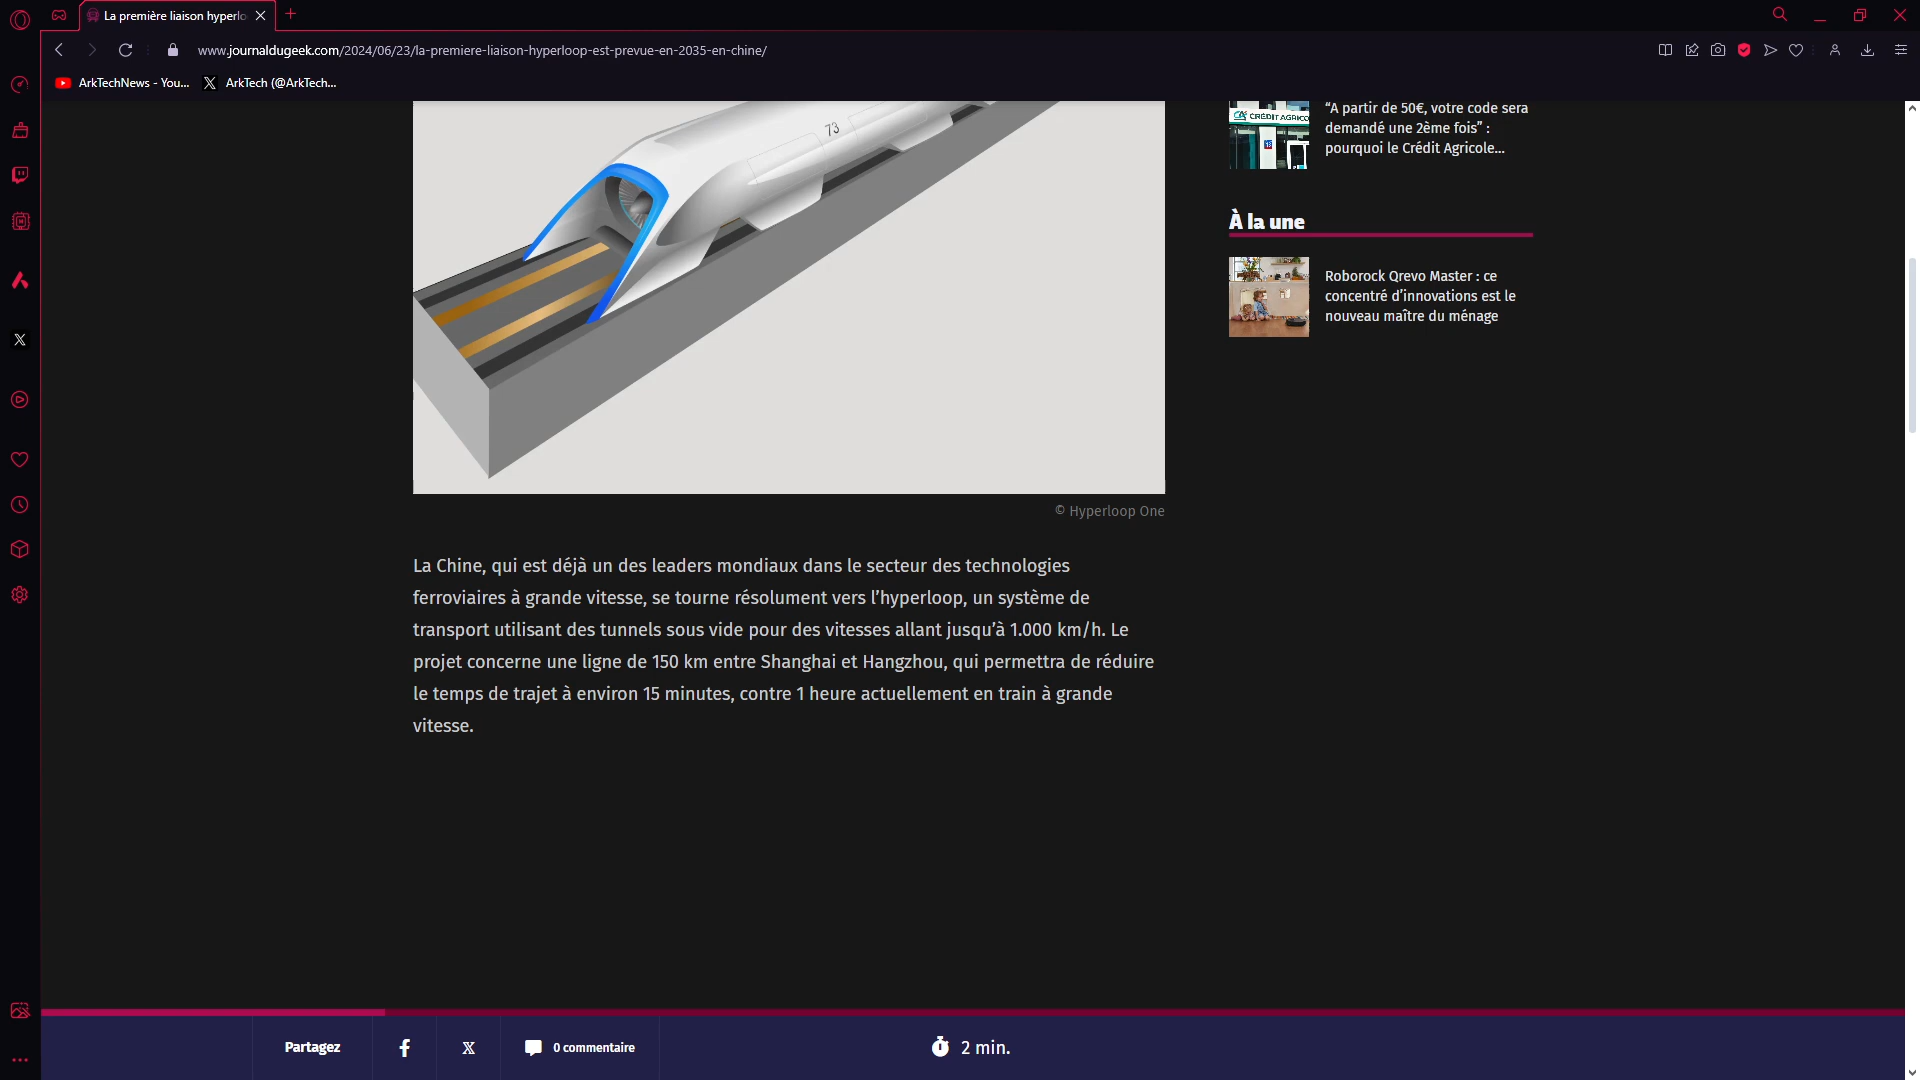 La première liaison hyperlo
www.journaldugeek.com/2024/06/23/la-premiere-liaison-hyperloop-est-prevue-en-2035-en-chine/
ArkTechNews - You...
ArkTech (@ArkTech...
73
© Hyperloop One
La Chine, qui est déjà un des leaders mondiaux dans le secteur des technologies
ferroviaires à grande vitesse, se tourne résolument vers l’hyperloop, un système de
transport utilisant des tunnels sous vide pour des vitesses allant jusqu’à 1.000 km/h. Le
projet concerne une ligne de 150 km entre Shanghai et Hangzhou, qui permettra de réduire
le temps de trajet à environ 15 minutes, contre 1 heure actuellement en train à grande
vitesse.
CRÉDIT AGRICO
“A partir de 50€, votre code sera
demandé une 2ème fois” :
pourquoi le Crédit Agricole...
À la une
Roborock Qrevo Master : ce
concentré d’innovations est le
nouveau maître du ménage
Partagez
0 commentaire
2 min.